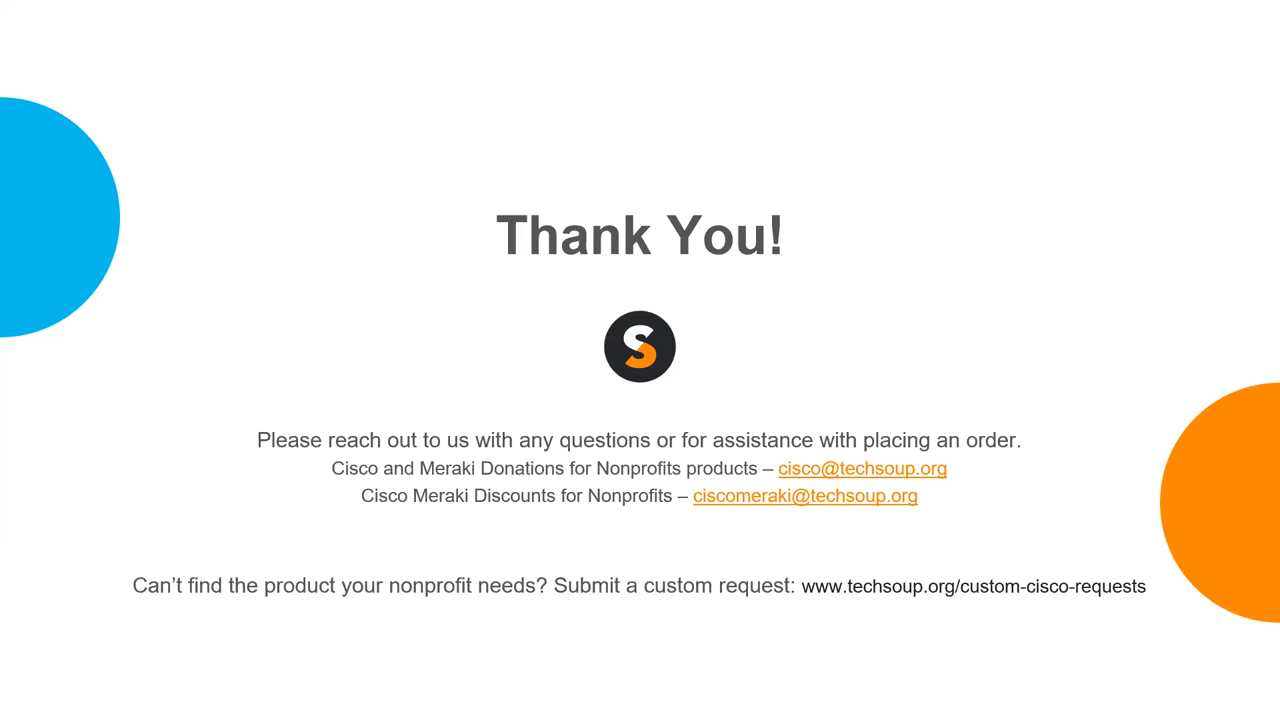 Thank You!
S
Please reach out to us with any questions or for assistance with placing an order.
Cisco and Meraki Donations for Nonprofits products – cisco@techsoup.org
Cisco Meraki Discounts for Nonprofits – ciscomeraki@techsoup.org
Can’t find the product your nonprofit needs? Submit a custom request: www.techsoup.org/custom-cisco-requests